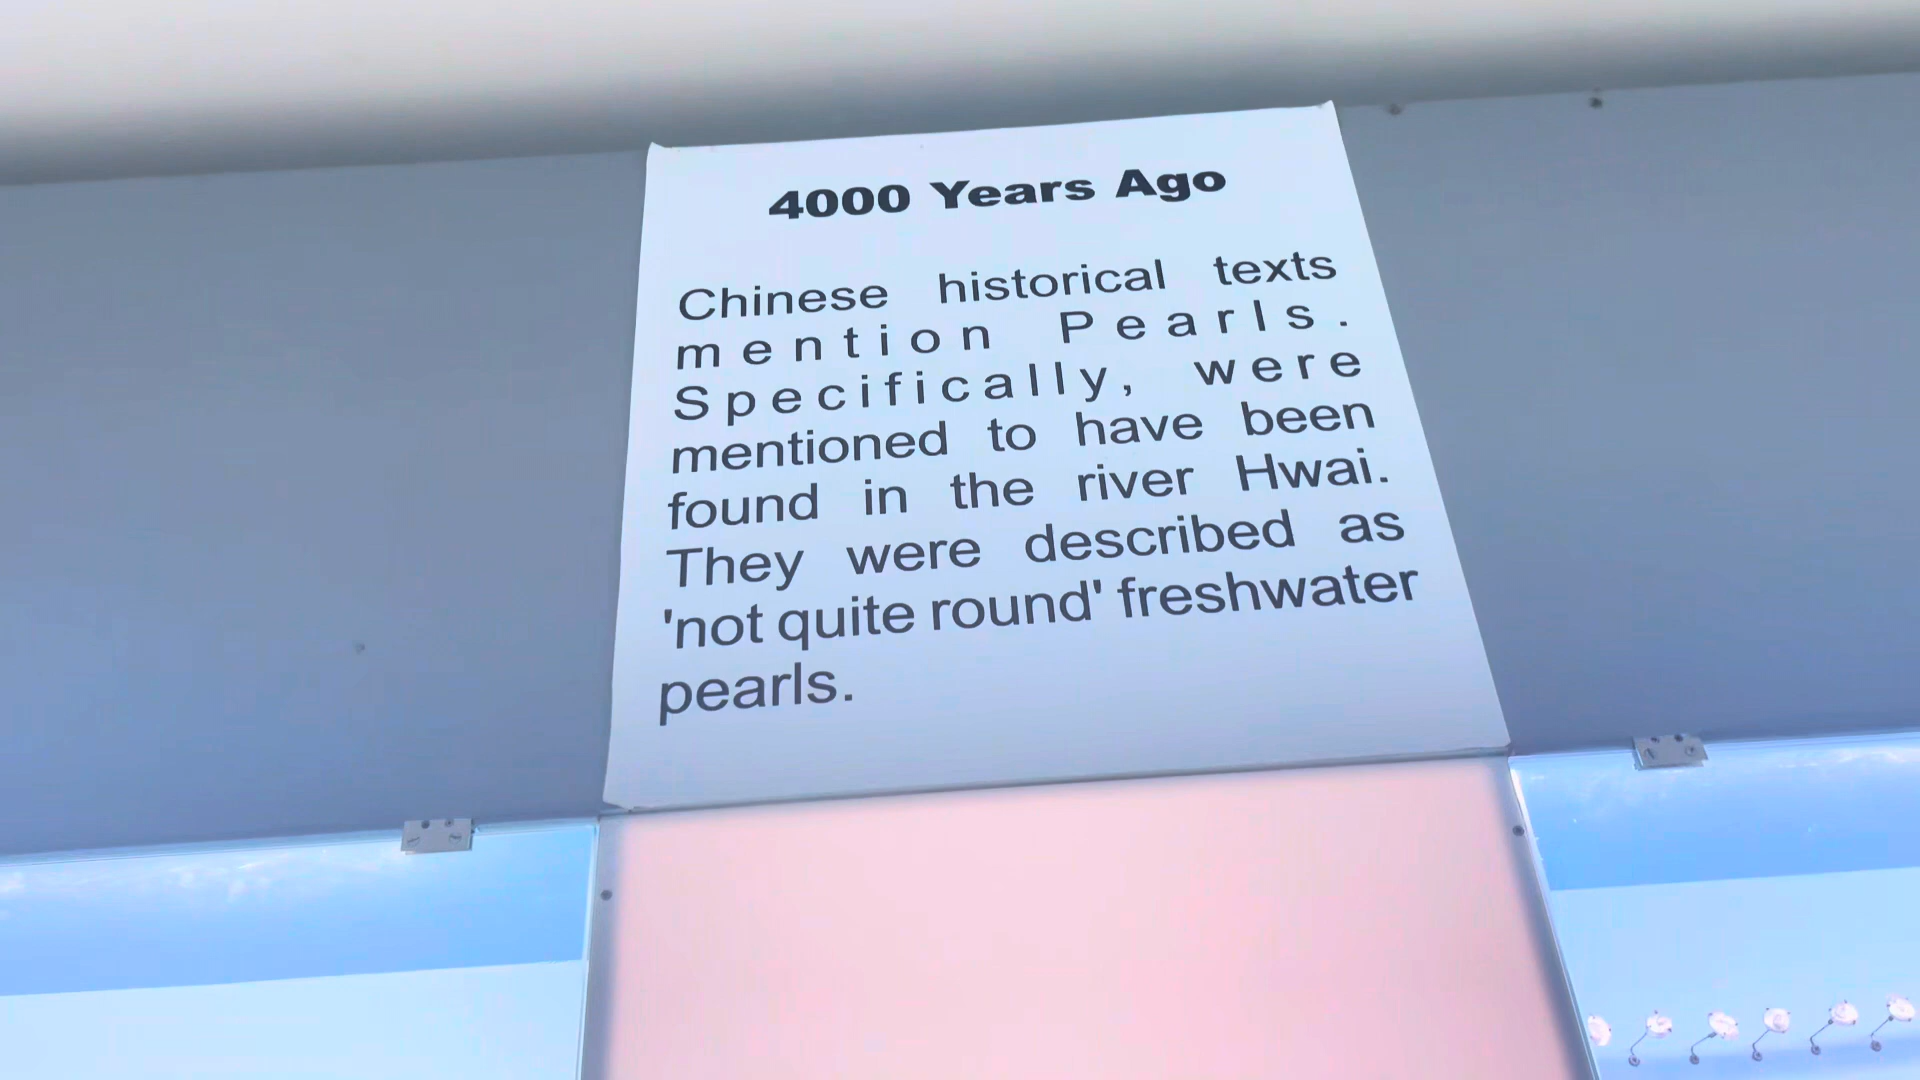 4000 Years Ago
Chinese historical texts
mention Pearls.
Specifically, were
mentioned to have been
found in the river Hwai.
They were described as
'not quite round' freshwater
pearls.